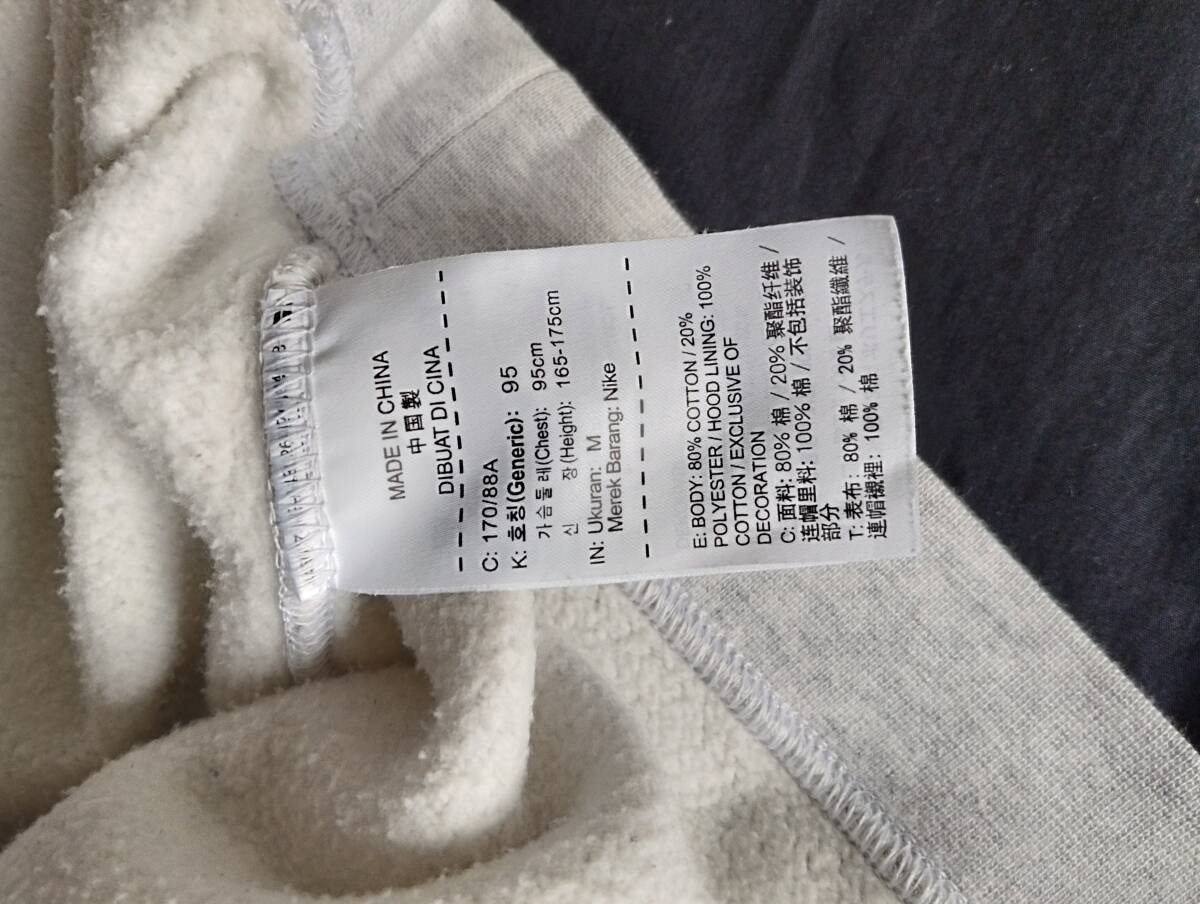 MADE IN CHINA
中国製
DIBUAT DI CINA
C: 170/88A
K: 호칭(Generic): 95
가슴둘레(Chest): 95cm
신 장(Height): 165-175cm
IN: Ukuran: M
Merek Barang: Nike
E: BODY: 80% COTTON / 20%
POLYESTER / HOOD LINING: 100%
COTTON / EXCLUSIVE OF
DECORATION
C: 面料: 80% 棉 / 20% 聚酯纤维 /
连帽里料: 100% 棉 / 不包括装饰
部分
T: 表布: 80% 棉 / 20% 聚酯纖維 /
連帽襯裡: 100% 棉